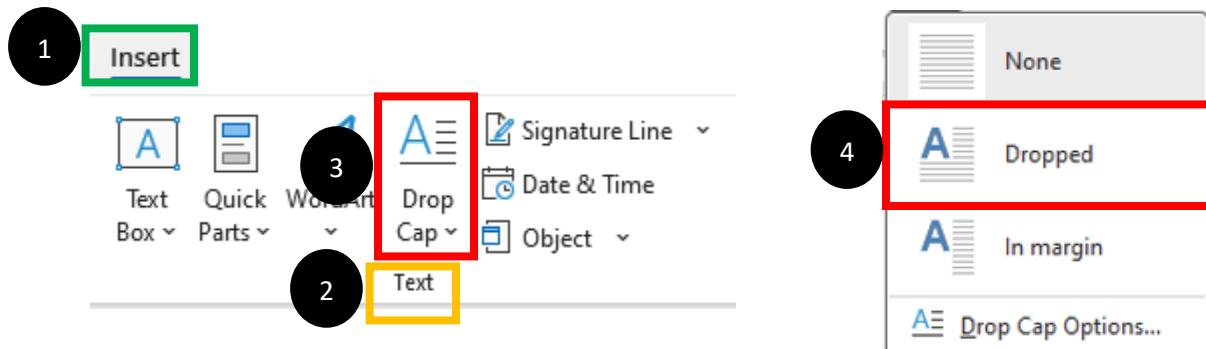 1
Insert
Text
Box
Quick
Parts
WordArt
3
Drop
Cap
Signature Line
Date & Time
Object
2
Text
None
4
Dropped
In margin
Drop Cap Options...